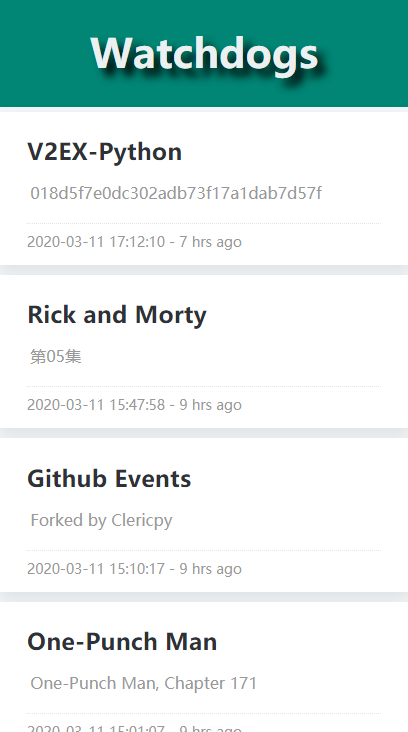 Watchdogs
V2EX-Python
018d5f7e0dc302adb73f17a1dab7d57f
2020-03-11 17:12:10 - 7 hrs ago
Rick and Morty
第05集
2020-03-11 15:47:58 - 9 hrs ago
Github Events
Forked by Clericpy
2020-03-11 15:10:17 - 9 hrs ago
One-Punch Man
One-Punch Man, Chapter 171
2020-03-11 15:01:07 - 9 hrs ago